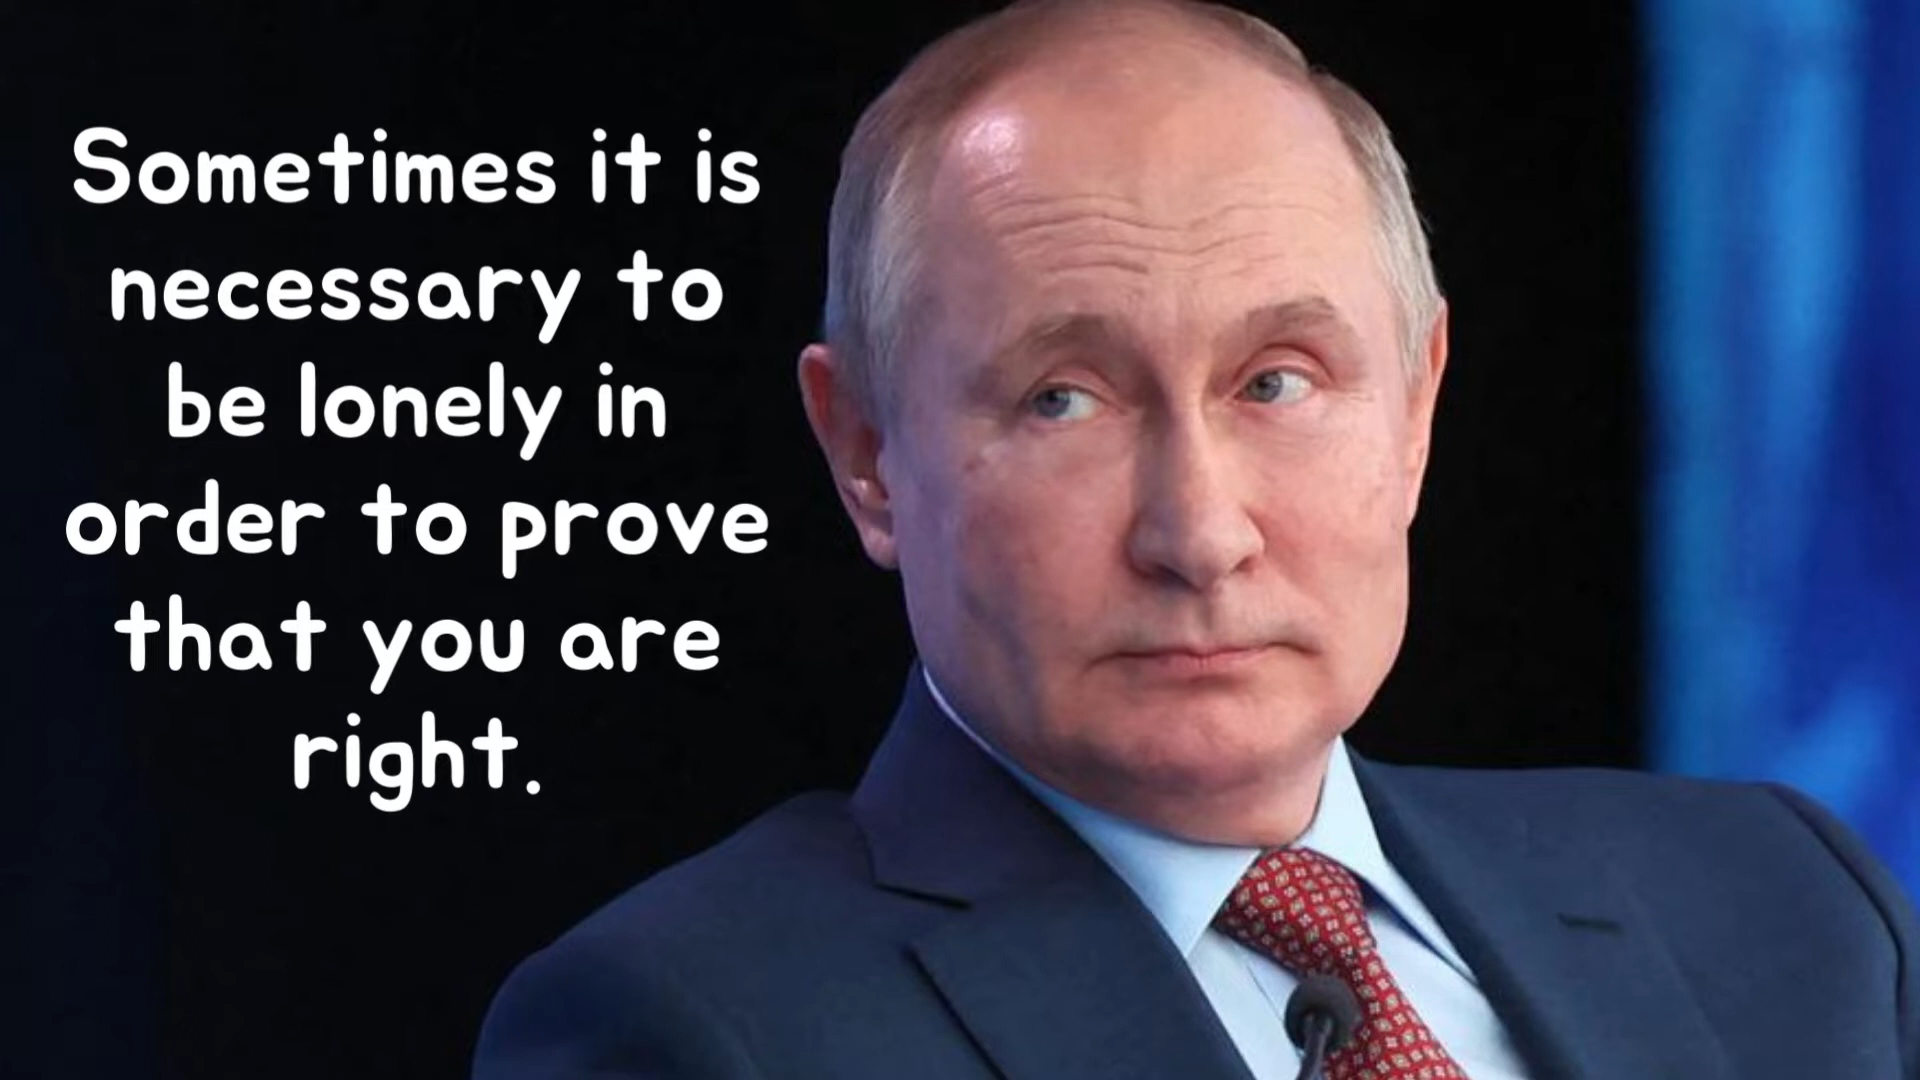 Sometimes it is
necessary to
be lonely in
order to prove
that you are
right.